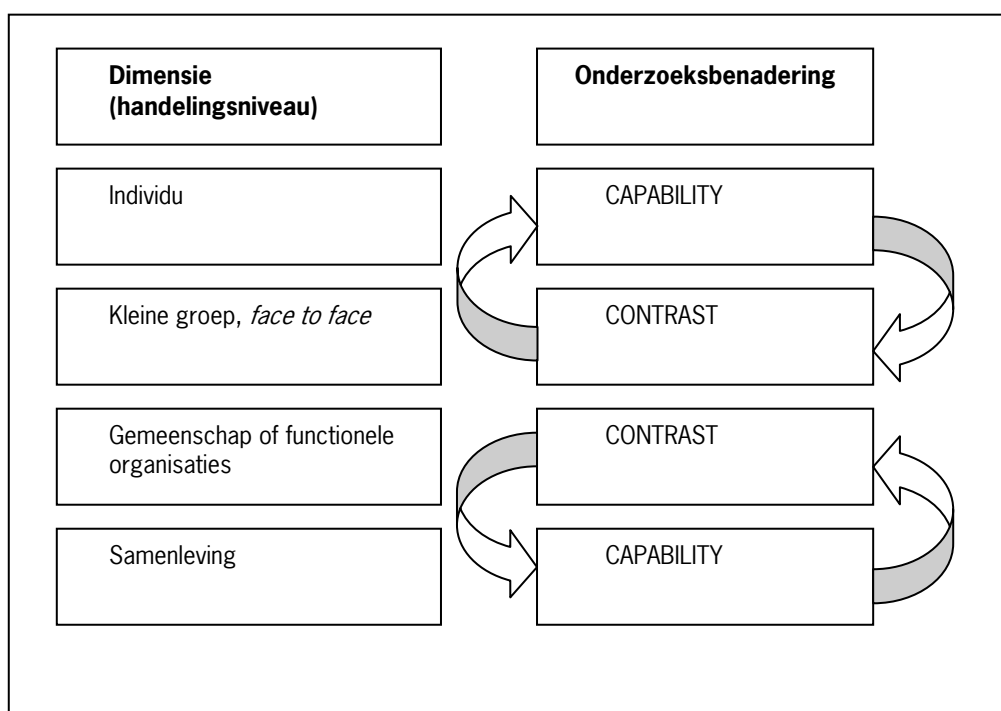 Dimensie
(handelingsniveau)
Onderzoeksbenadering
Individu
CAPABILITY
Kleine groep, face to face
CONTRAST
Gemeenschap of functionele
organisaties
CONTRAST
Samenleving
CAPABILITY